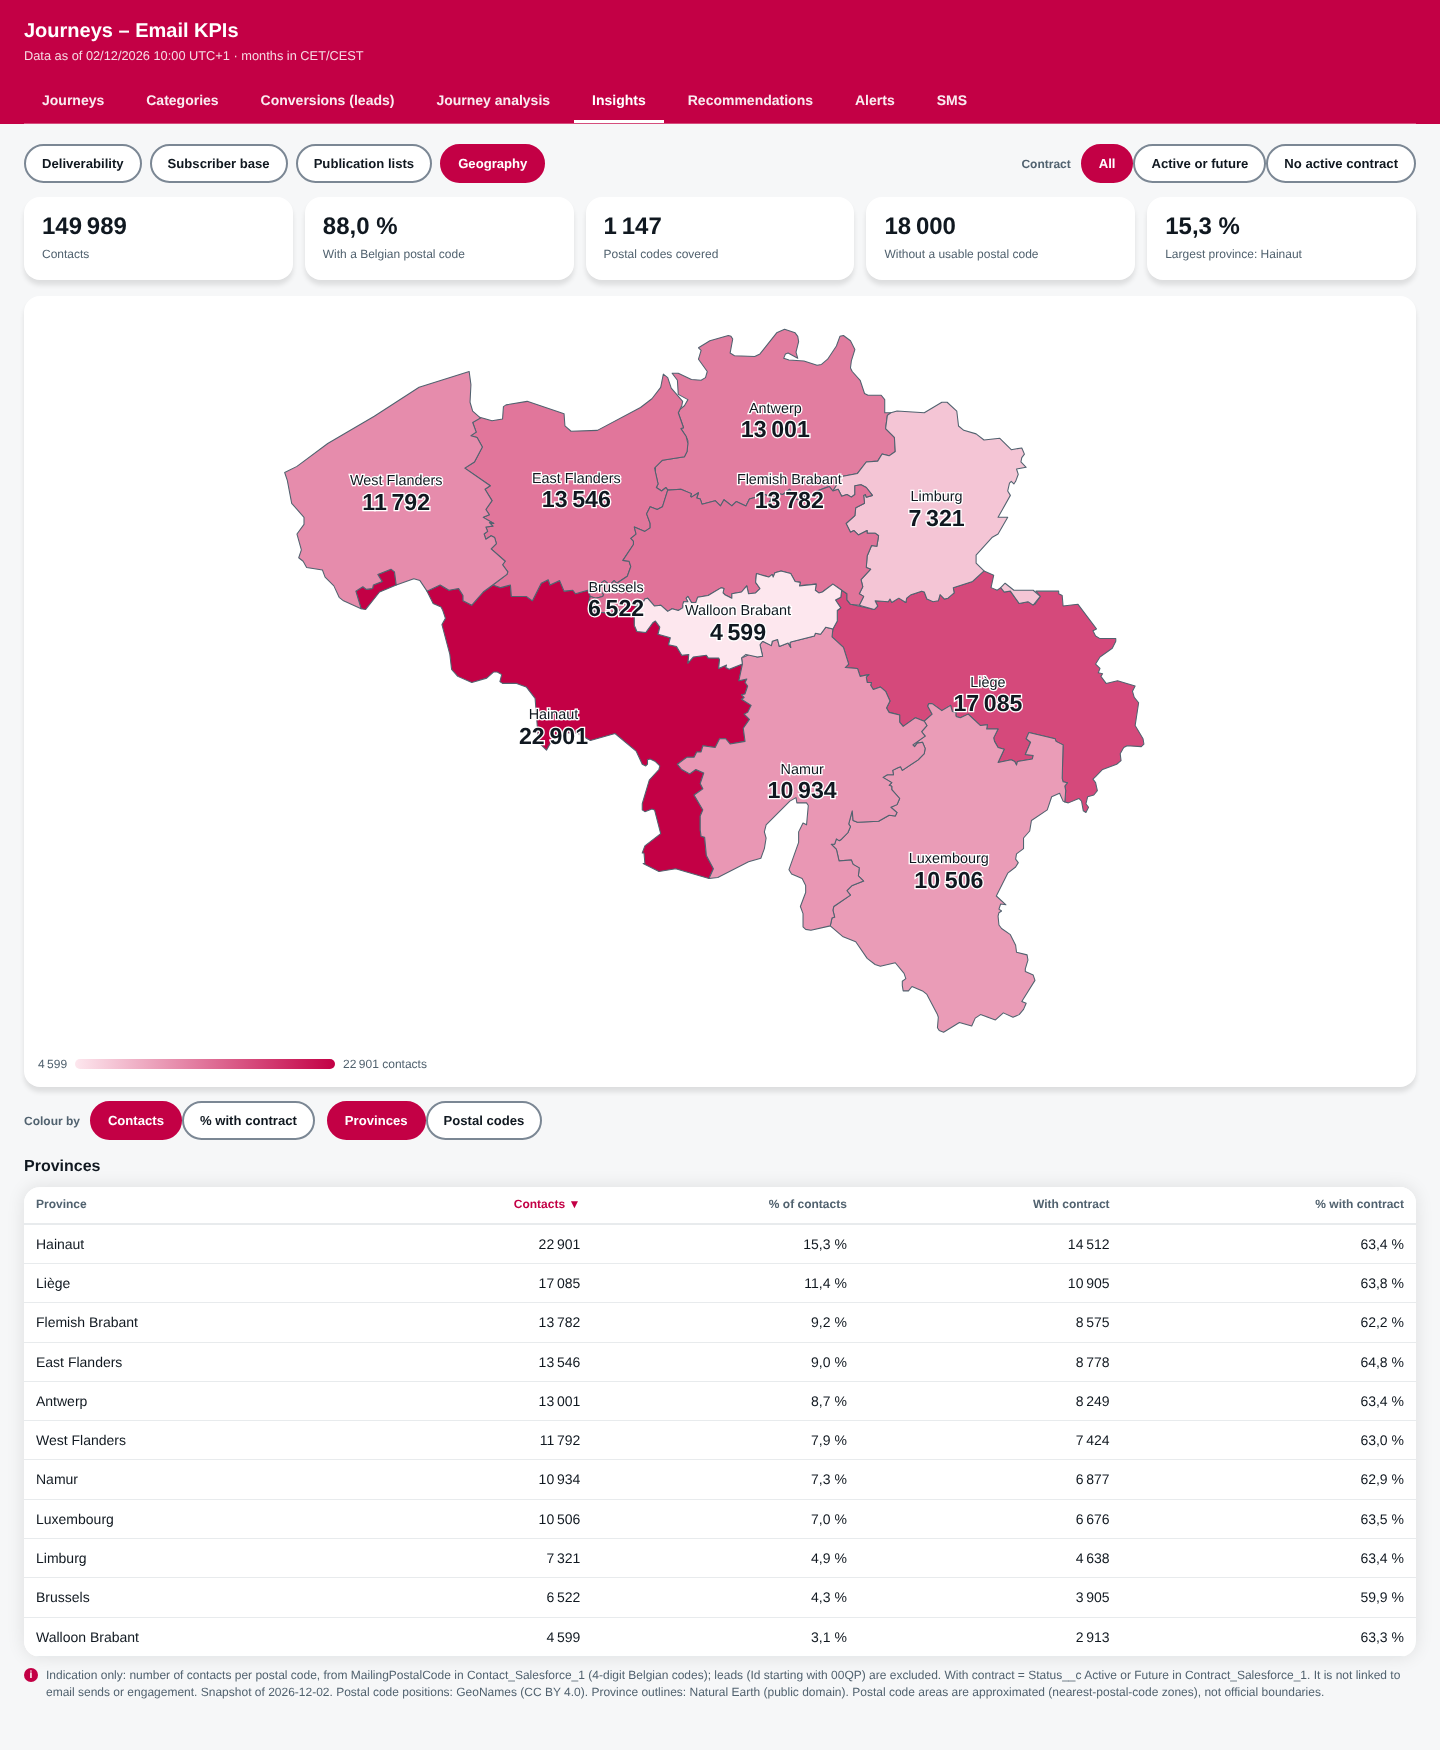 Journeys – Email KPIs
Data as of 02/12/2026 10:00 UTC+1 · months in CET/CEST
Journeys Categories Conversions (leads) Journey analysis Insights Recommendations Alerts SMS
Deliverability Subscriber base Publication lists Geography Contract All Active or future No active contract
149 989 88,0 % 1 147 18 000 15,3 %
Contacts With a Belgian postal code Postal codes covered Without a usable postal code Largest province: Hainaut
Antwerp
13 001
West Flanders
11 792
East Flanders
13 546
Flemish Brabant
13 782
Limburg
7 321
Brussels
6 522
Walloon Brabant
4 599
Liège
17 085
Hainaut
22 901
Namur
10 934
Luxembourg
10 506
4 599 22 901 contacts
Colour by Contacts % with contract Provinces Postal codes
Provinces
Province Contacts ▼ % of contacts With contract % with contract
Hainaut 22 901 15,3 % 14 512 63,4 %
Liège 17 085 11,4 % 10 905 63,8 %
Flemish Brabant 13 782 9,2 % 8 575 62,2 %
East Flanders 13 546 9,0 % 8 778 64,8 %
Antwerp 13 001 8,7 % 8 249 63,4 %
West Flanders 11 792 7,9 % 7 424 63,0 %
Namur 10 934 7,3 % 6 877 62,9 %
Luxembourg 10 506 7,0 % 6 676 63,5 %
Limburg 7 321 4,9 % 4 638 63,4 %
Brussels 6 522 4,3 % 3 905 59,9 %
Walloon Brabant 4 599 3,1 % 2 913 63,3 %
i Indication only: number of contacts per postal code, from MailingPostalCode in Contact_Salesforce_1 (4-digit Belgian codes); leads (Id starting with 00QP) are excluded. With contract = Status__c Active or Future in Contract_Salesforce_1. It is not linked to
email sends or engagement. Snapshot of 2026-12-02. Postal code positions: GeoNames (CC BY 4.0). Province outlines: Natural Earth (public domain). Postal code areas are approximated (nearest-postal-code zones), not official boundaries.